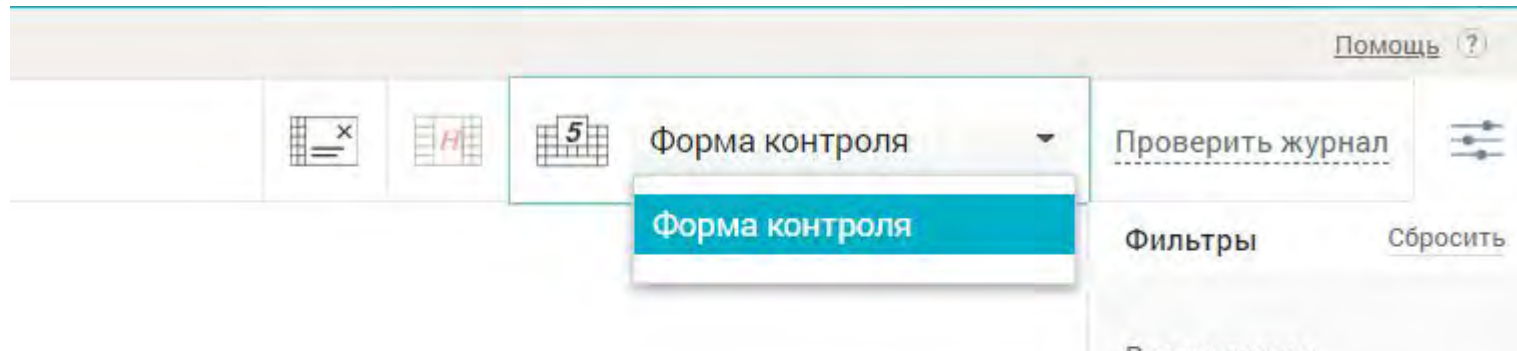 Помощь ?
Н 5 Форма контроля Проверить журнал
Форма контроля
Фильтры Сбросить